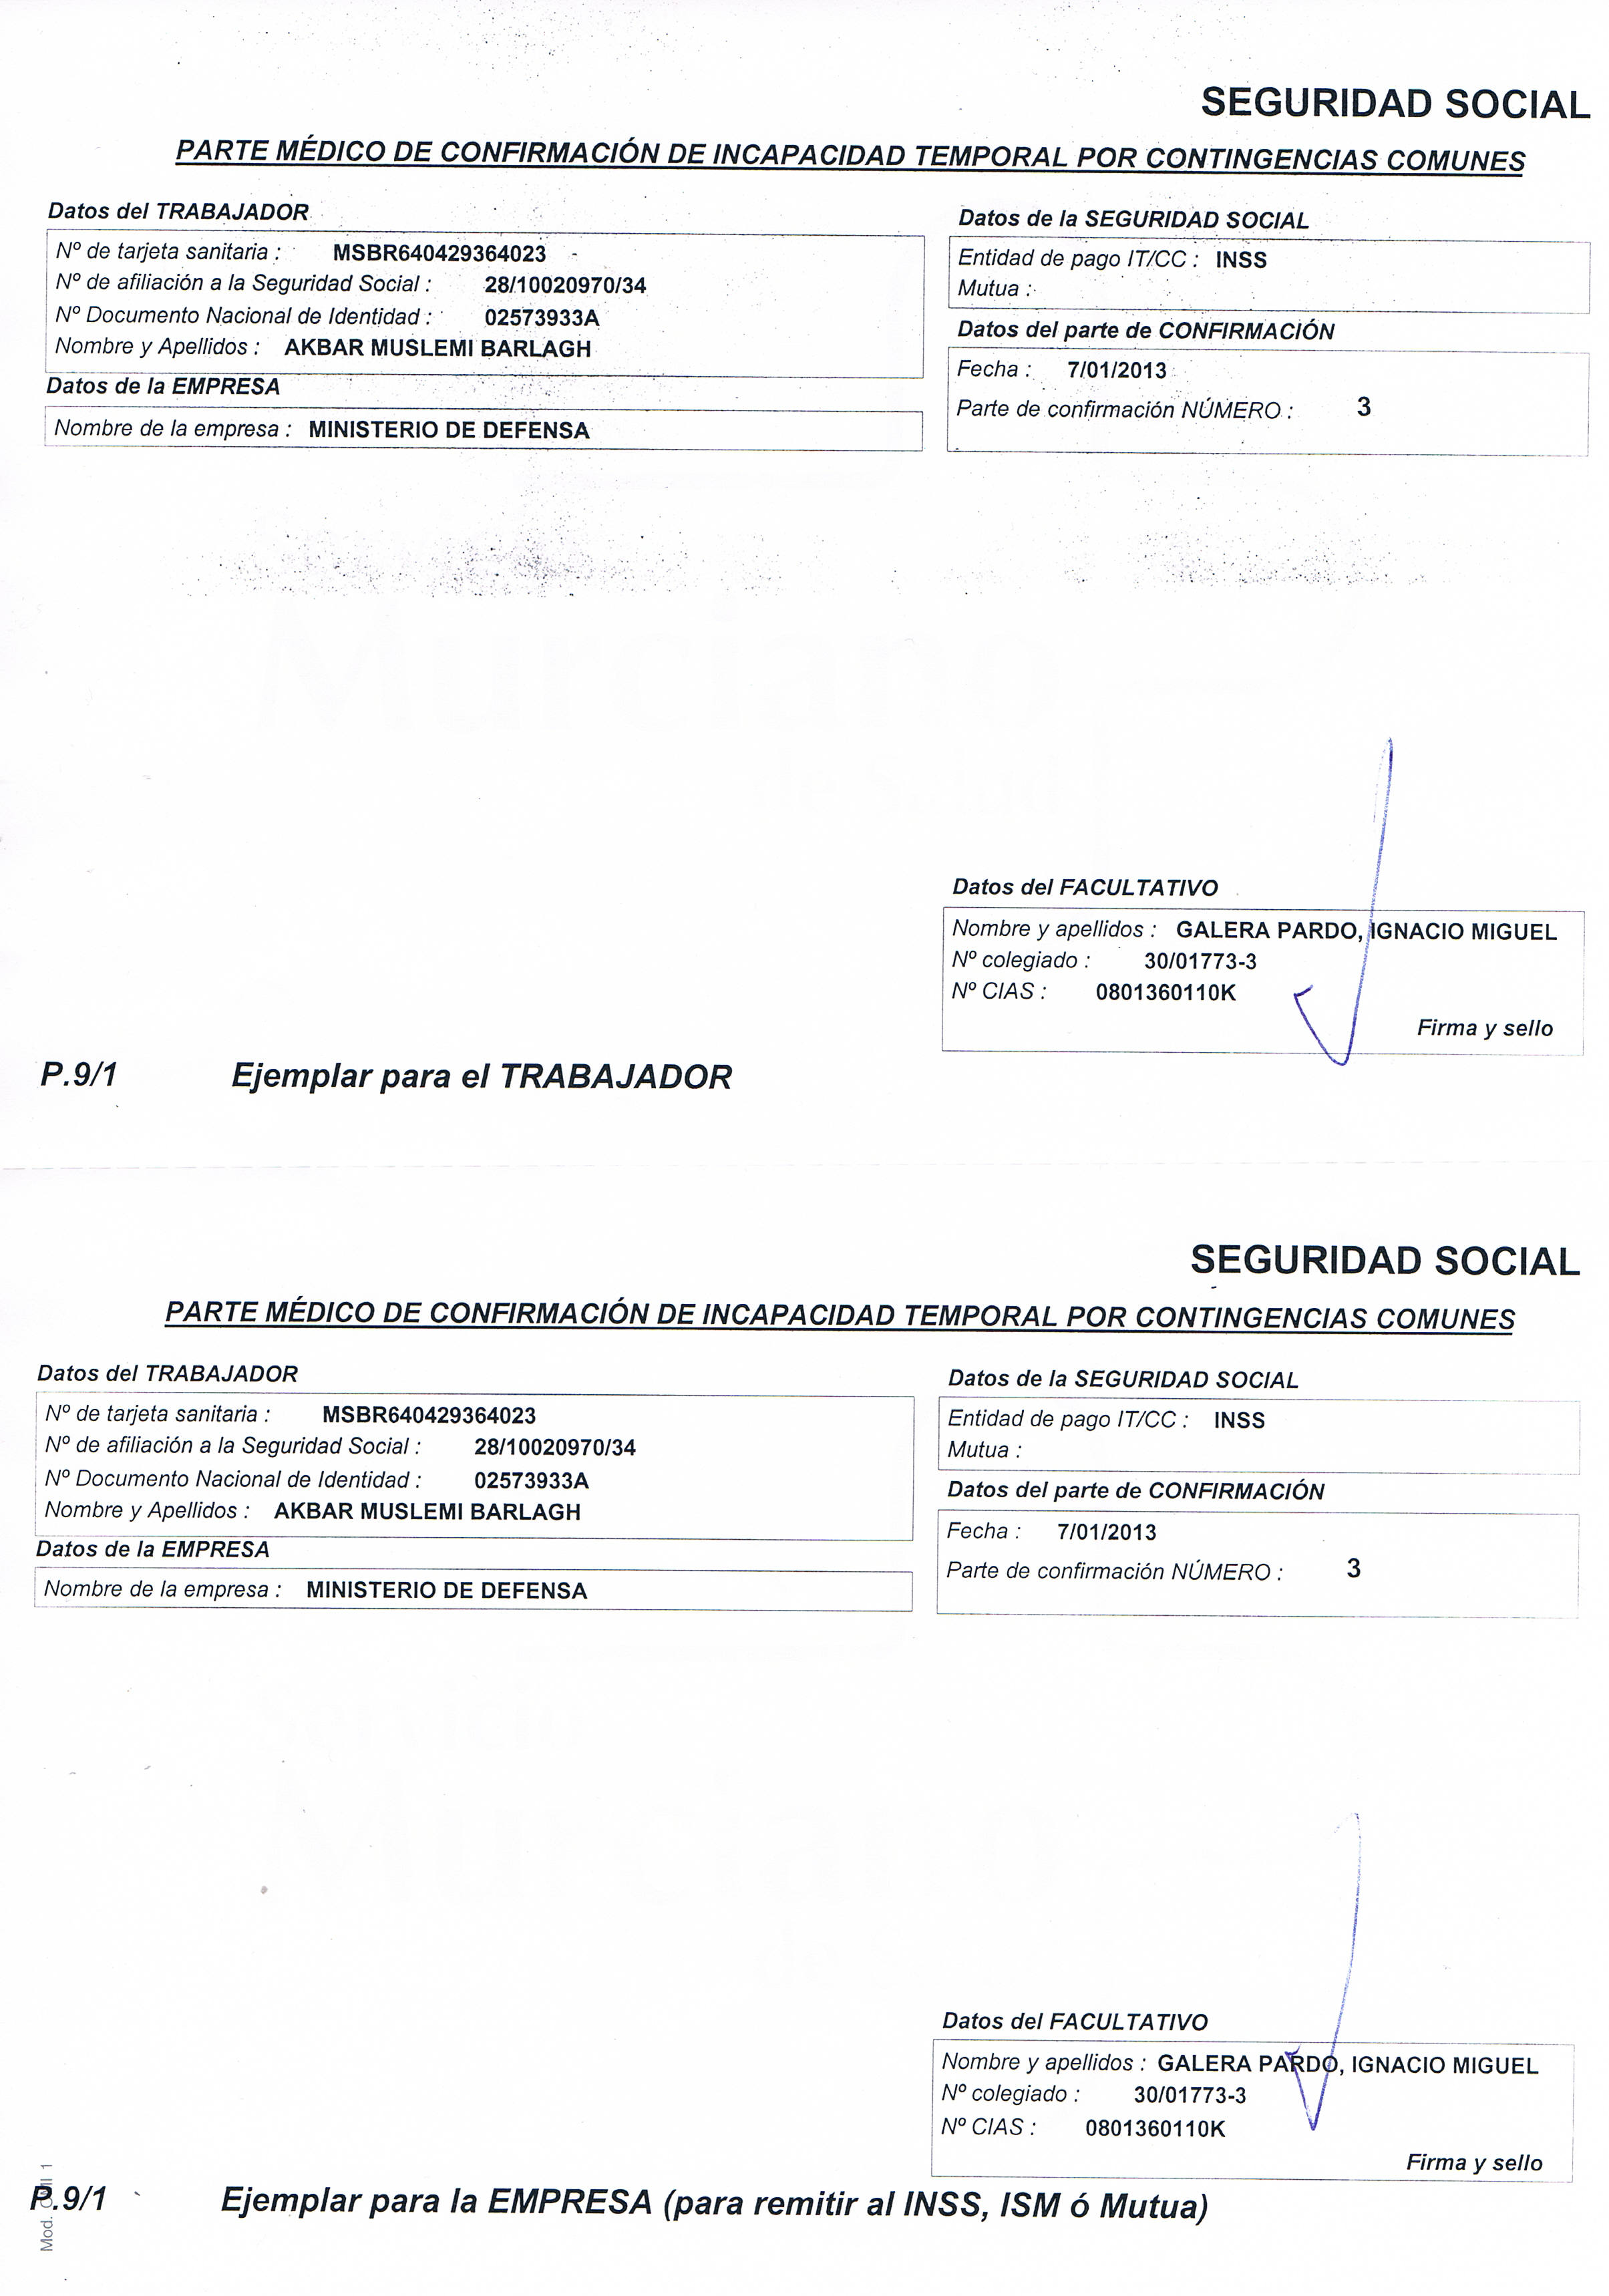 SEGURIDAD SOCIAL
PARTE MÉDICO DE CONFIRMACIÓN DE INCAPACIDAD TEMPORAL POR CONTINGENCIAS COMUNES
Datos del TRABAJADOR
Nº de tarjeta sanitaria : MSBR640429364023
Nº de afiliación a la Seguridad Social : 28/10020970/34
Nº Documento Nacional de Identidad : 02573933A
Nombre y Apellidos : AKBAR MUSLEMI BARLAGH
Datos de la EMPRESA
Nombre de la empresa : MINISTERIO DE DEFENSA
Datos de la SEGURIDAD SOCIAL
Entidad de pago IT/CC : INSS
Mutua :
Datos del parte de CONFIRMACIÓN
Fecha : 7/01/2013
Parte de confirmación NÚMERO : 3
Datos del FACULTATIVO
Nombre y apellidos : GALERA PARDO, IGNACIO MIGUEL
Nº colegiado : 30/01773-3
Nº CIAS : 0801360110K
Firma y sello
P.9/1 Ejemplar para el TRABAJADOR
SEGURIDAD SOCIAL
PARTE MÉDICO DE CONFIRMACIÓN DE INCAPACIDAD TEMPORAL POR CONTINGENCIAS COMUNES
Datos del TRABAJADOR
Nº de tarjeta sanitaria : MSBR640429364023
Nº de afiliación a la Seguridad Social : 28/10020970/34
Nº Documento Nacional de Identidad : 02573933A
Nombre y Apellidos : AKBAR MUSLEMI BARLAGH
Datos de la EMPRESA
Nombre de la empresa : MINISTERIO DE DEFENSA
Datos de la SEGURIDAD SOCIAL
Entidad de pago IT/CC : INSS
Mutua :
Datos del parte de CONFIRMACIÓN
Fecha : 7/01/2013
Parte de confirmación NÚMERO : 3
Datos del FACULTATIVO
Nombre y apellidos : GALERA PARDO, IGNACIO MIGUEL
Nº colegiado : 30/01773-3
Nº CIAS : 0801360110K
Firma y sello
P.9/1 Ejemplar para la EMPRESA (para remitir al INSS, ISM ó Mutua)
Mod. 1